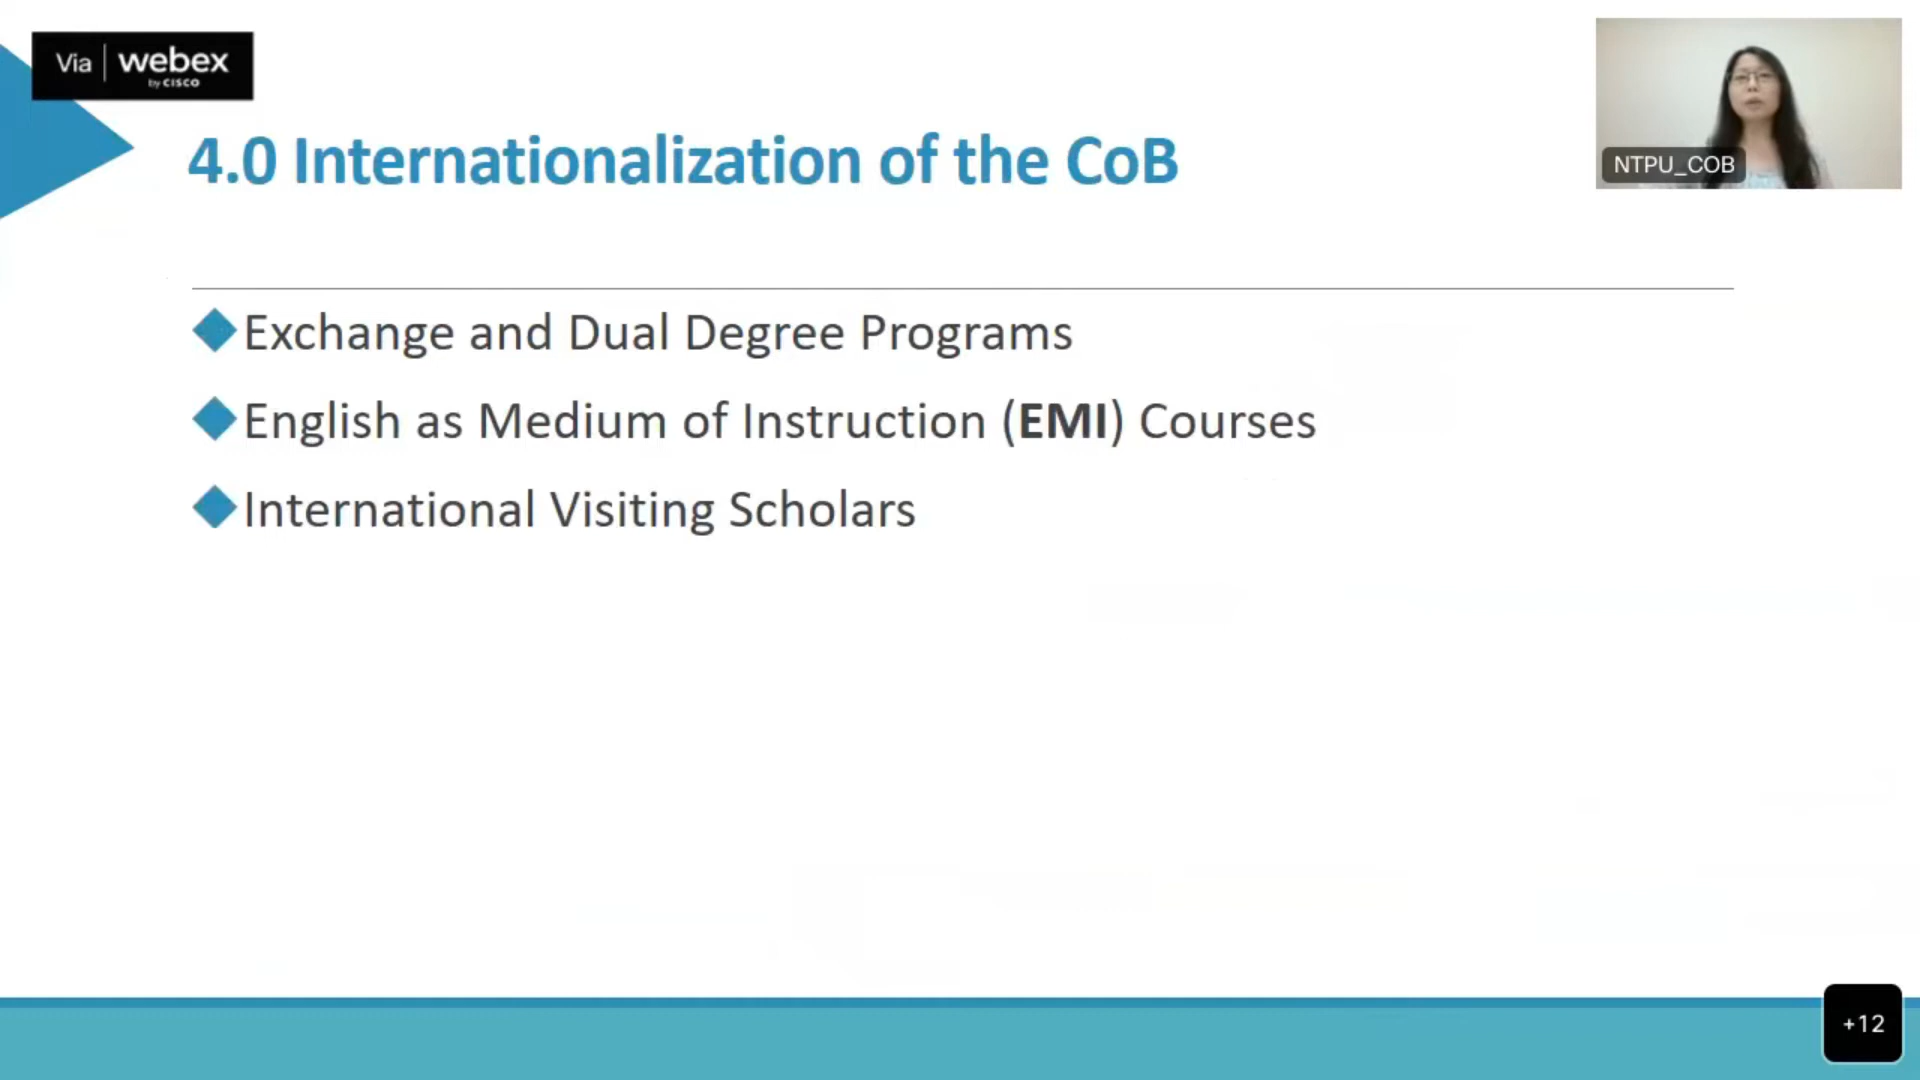 Via webex
by CISCO
4.0 Internationalization of the CoB
NTPU_COB
Exchange and Dual Degree Programs
English as Medium of Instruction (EMI) Courses
International Visiting Scholars
+12